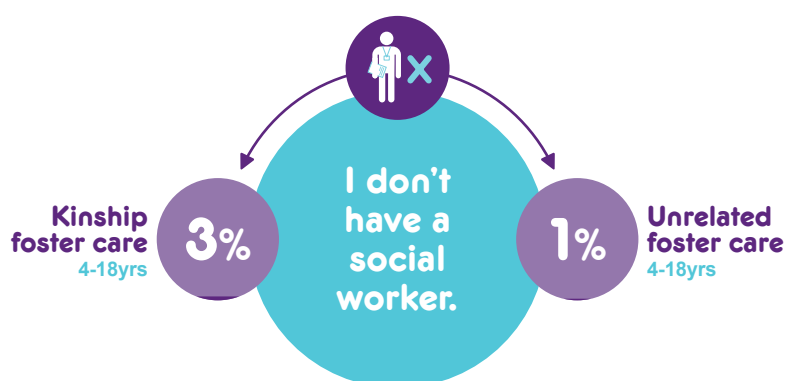 I don't
have a
social
worker.
Kinship
foster care
4-18yrs
3%
1%
Unrelated
foster care
4-18yrs